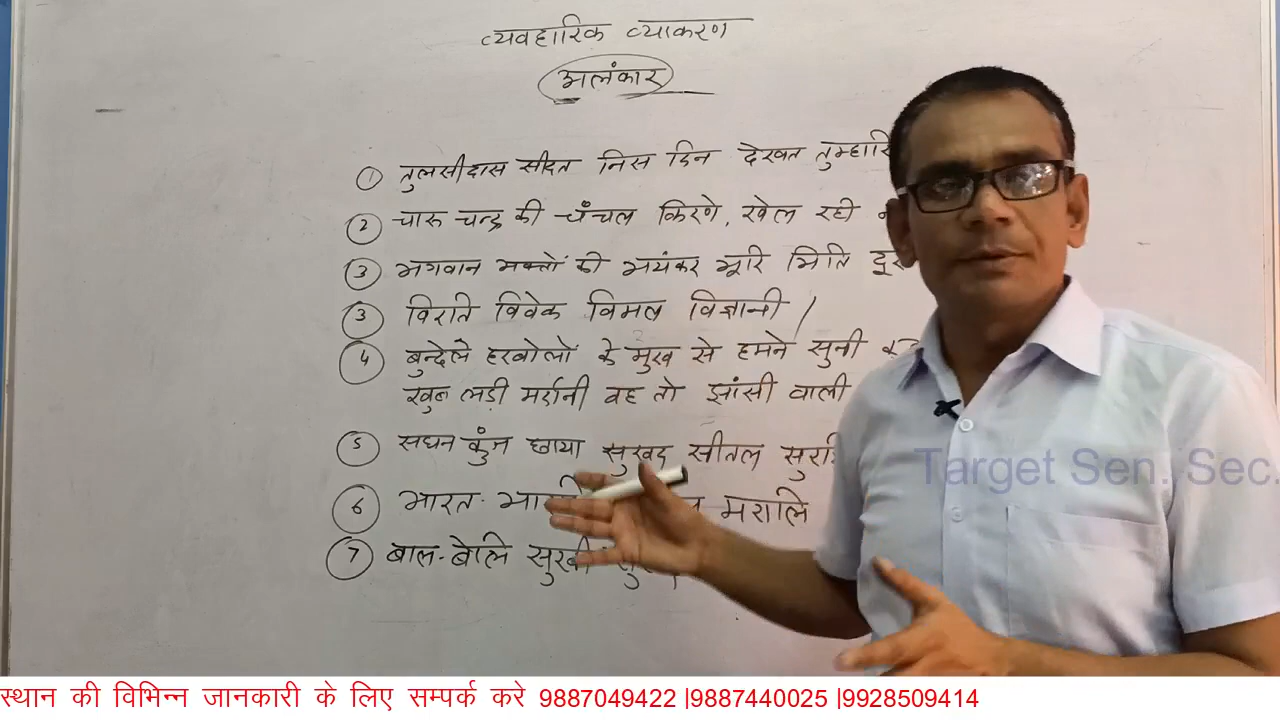 व्यवहारिक व्याकरण
अलंकार
1 तुलसीदास सीदत निस दिन देखत तुम्हारि
2 चारू चन्द्र की चँचल किरणे, खेल रही
3 भगवान भक्तों की भयंकर भूरि भिति दूर
3 विरति विवेक विमल विज्ञानी /
4 बुन्देले हरबोलों के मुख से हमने सुनी
खुब लड़ी मर्दानी वह तो झांसी वाली
5 सघन कुंज छाया सुखद सीतल सुरभि
6 भारत- मरालि
7 बाल-बेलि सुखी
Target Sen. Sec.
स्थान की विभिन्न जानकारी के लिए सम्पर्क करे 9887049422 |9887440025 |9928509414